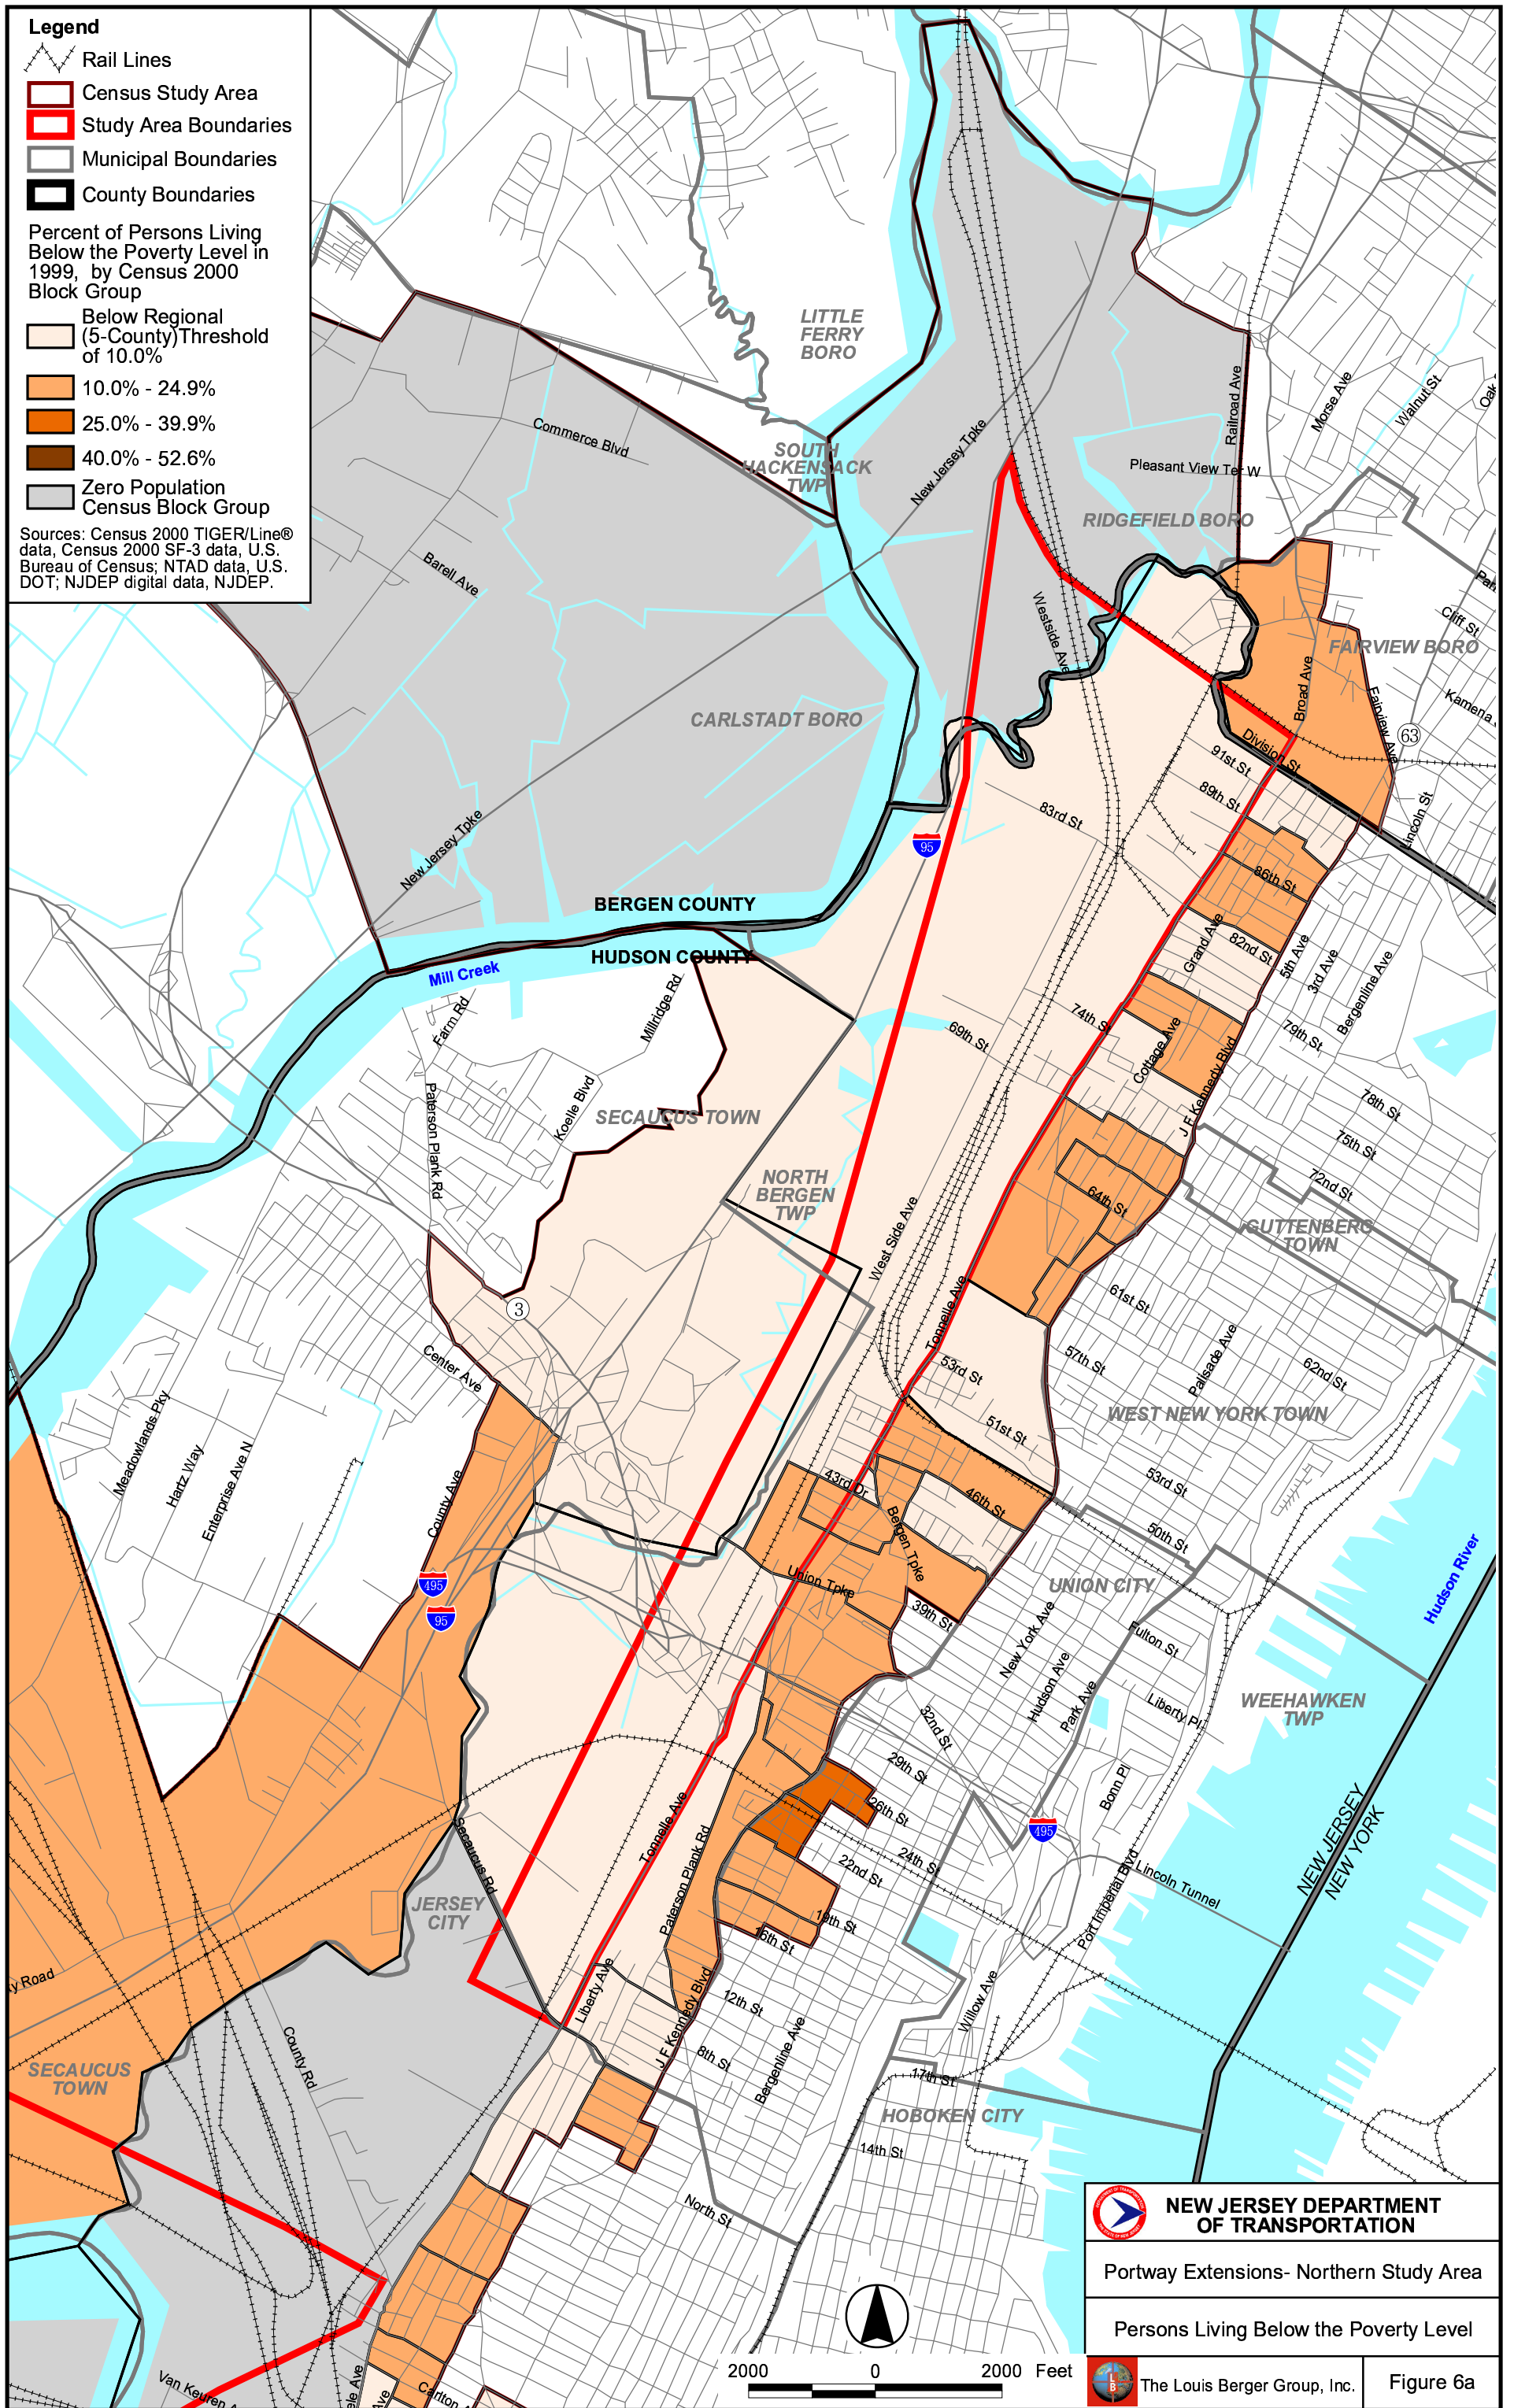 Legend
Rail Lines
Census Study Area
Study Area Boundaries
Municipal Boundaries
County Boundaries
Percent of Persons Living
Below the Poverty Level in
1999, by Census 2000
Block Group
Below Regional
(5-County)Threshold
of 10.0%
10.0% - 24.9%
25.0% - 39.9%
40.0% - 52.6%
Zero Population
Census Block Group
Sources: Census 2000 TIGER/Line®
data, Census 2000 SF-3 data, U.S.
Bureau of Census; NTAD data, U.S.
DOT; NJDEP digital data, NJDEP.
LITTLE
FERRY
BORO
Commerce Blvd
SOUTH
HACKENSACK
TWP
New Jersey Tpke
Railroad Ave
Morse Ave
Walnut St
Pleasant View Ter W
RIDGEFIELD BORO
Barell Ave
Westside Ave
Cliff St
FAIRVIEW BORO
Broad Ave
Fairview Ave
Kamena
63
CARLSTADT BORO
Division St
91st St
89th St
83rd St
Lincoln St
New Jersey Tpke
95
86th St
BERGEN COUNTY
HUDSON COUNTY
Mill Creek
Grand Ave
82nd St
5th Ave
3rd Ave
Bergenline Ave
Farm Rd
Millridge Rd
69th St
74th St
79th St
Cottage Ave
J F Kennedy Blvd
78th St
Paterson Plank Rd
Koelle Blvd
SECAUCUS TOWN
75th St
72nd St
NORTH
BERGEN
TWP
64th St
GUTTENBERG
TOWN
West Side Ave
61st St
3
Tonnelle Ave
57th St
Palisade Ave
62nd St
Center Ave
53rd St
WEST NEW YORK TOWN
51st St
Meadowlands Pky
Hartz Way
Enterprise Ave N
County Ave
43rd Dr
46th St
53rd St
Bergen Tpke
50th St
Union Tpke
UNION CITY
Hudson River
495
95
39th St
New York Ave
Fulton St
Hudson Ave
Park Ave
Liberty Pl
WEEHAWKEN
TWP
32nd St
29th St
Bonn Pl
26th St
495
NEW JERSEY
NEW YORK
Secaucus Rd
Tonnelle Ave
Paterson Plank Rd
24th St
22nd St
Lincoln Tunnel
Port Imperial Blvd
JERSEY
CITY
19th St
16th St
y Road
Liberty Ave
J F Kennedy Blvd
12th St
Willow Ave
County Rd
8th St
Bergenline Ave
SECAUCUS
TOWN
17th St
HOBOKEN CITY
14th St
North St
NEW JERSEY DEPARTMENT
OF TRANSPORTATION
Portway Extensions- Northern Study Area
Persons Living Below the Poverty Level
2000 0 2000 Feet
Van Keuren A
Carlton
The Louis Berger Group, Inc.
Figure 6a